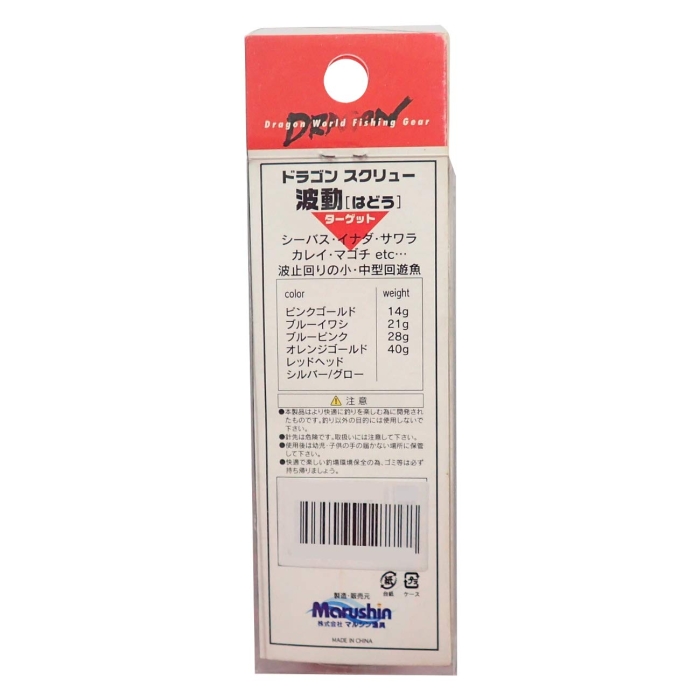 DRAGON
Dragon World Fishing Gear
ドラゴン スクリュー
波動[はどう]
ターゲット
シーバス・イナダ・サワラ
カレイ・マゴチ etc…
波止回りの小・中型回遊魚
color weight
ピンクゴールド 14g
ブルーイワシ 21g
ブルーピンク 28g
オレンジゴールド 40g
レッドヘッド
シルバー/グロー
注意
●本製品はより快適に釣りを楽しむ為に開発され
たものです。釣り以外の目的には使用しないで
下さい。
●針先は危険です。取扱いには注意して下さい。
●使用後は幼児・子供の手の届かない場所に保管
して下さい。
●快適で楽しい釣場環境保全の為、ゴミ等は必ず
持ち帰りましょう。
紙 プラ
台紙 ケース
製造・販売元
Marushin
株式会社 マルシン漁具
MADE IN CHINA